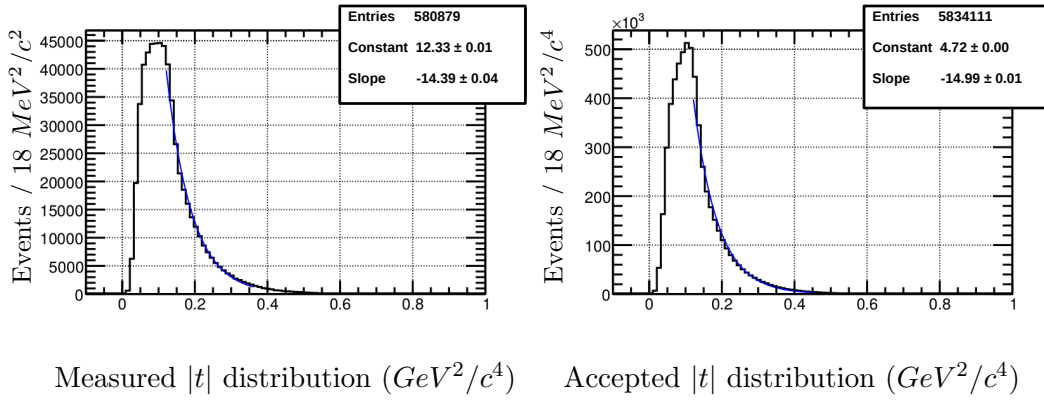 Entries 580879
Constant 12.33 ± 0.01
Slope -14.39 ± 0.04
Events / 18 MeV²/c²
45000
40000
35000
30000
25000
20000
15000
10000
5000
0
0 0.2 0.4 0.6 0.8 1
Measured |t| distribution (GeV²/c⁴)
Entries 5834111
Constant 4.72 ± 0.00
Slope -14.99 ± 0.01
×10³
Events / 18 MeV²/c⁴
500
400
300
200
100
0
0 0.2 0.4 0.6 0.8 1
Accepted |t| distribution (GeV²/c⁴)